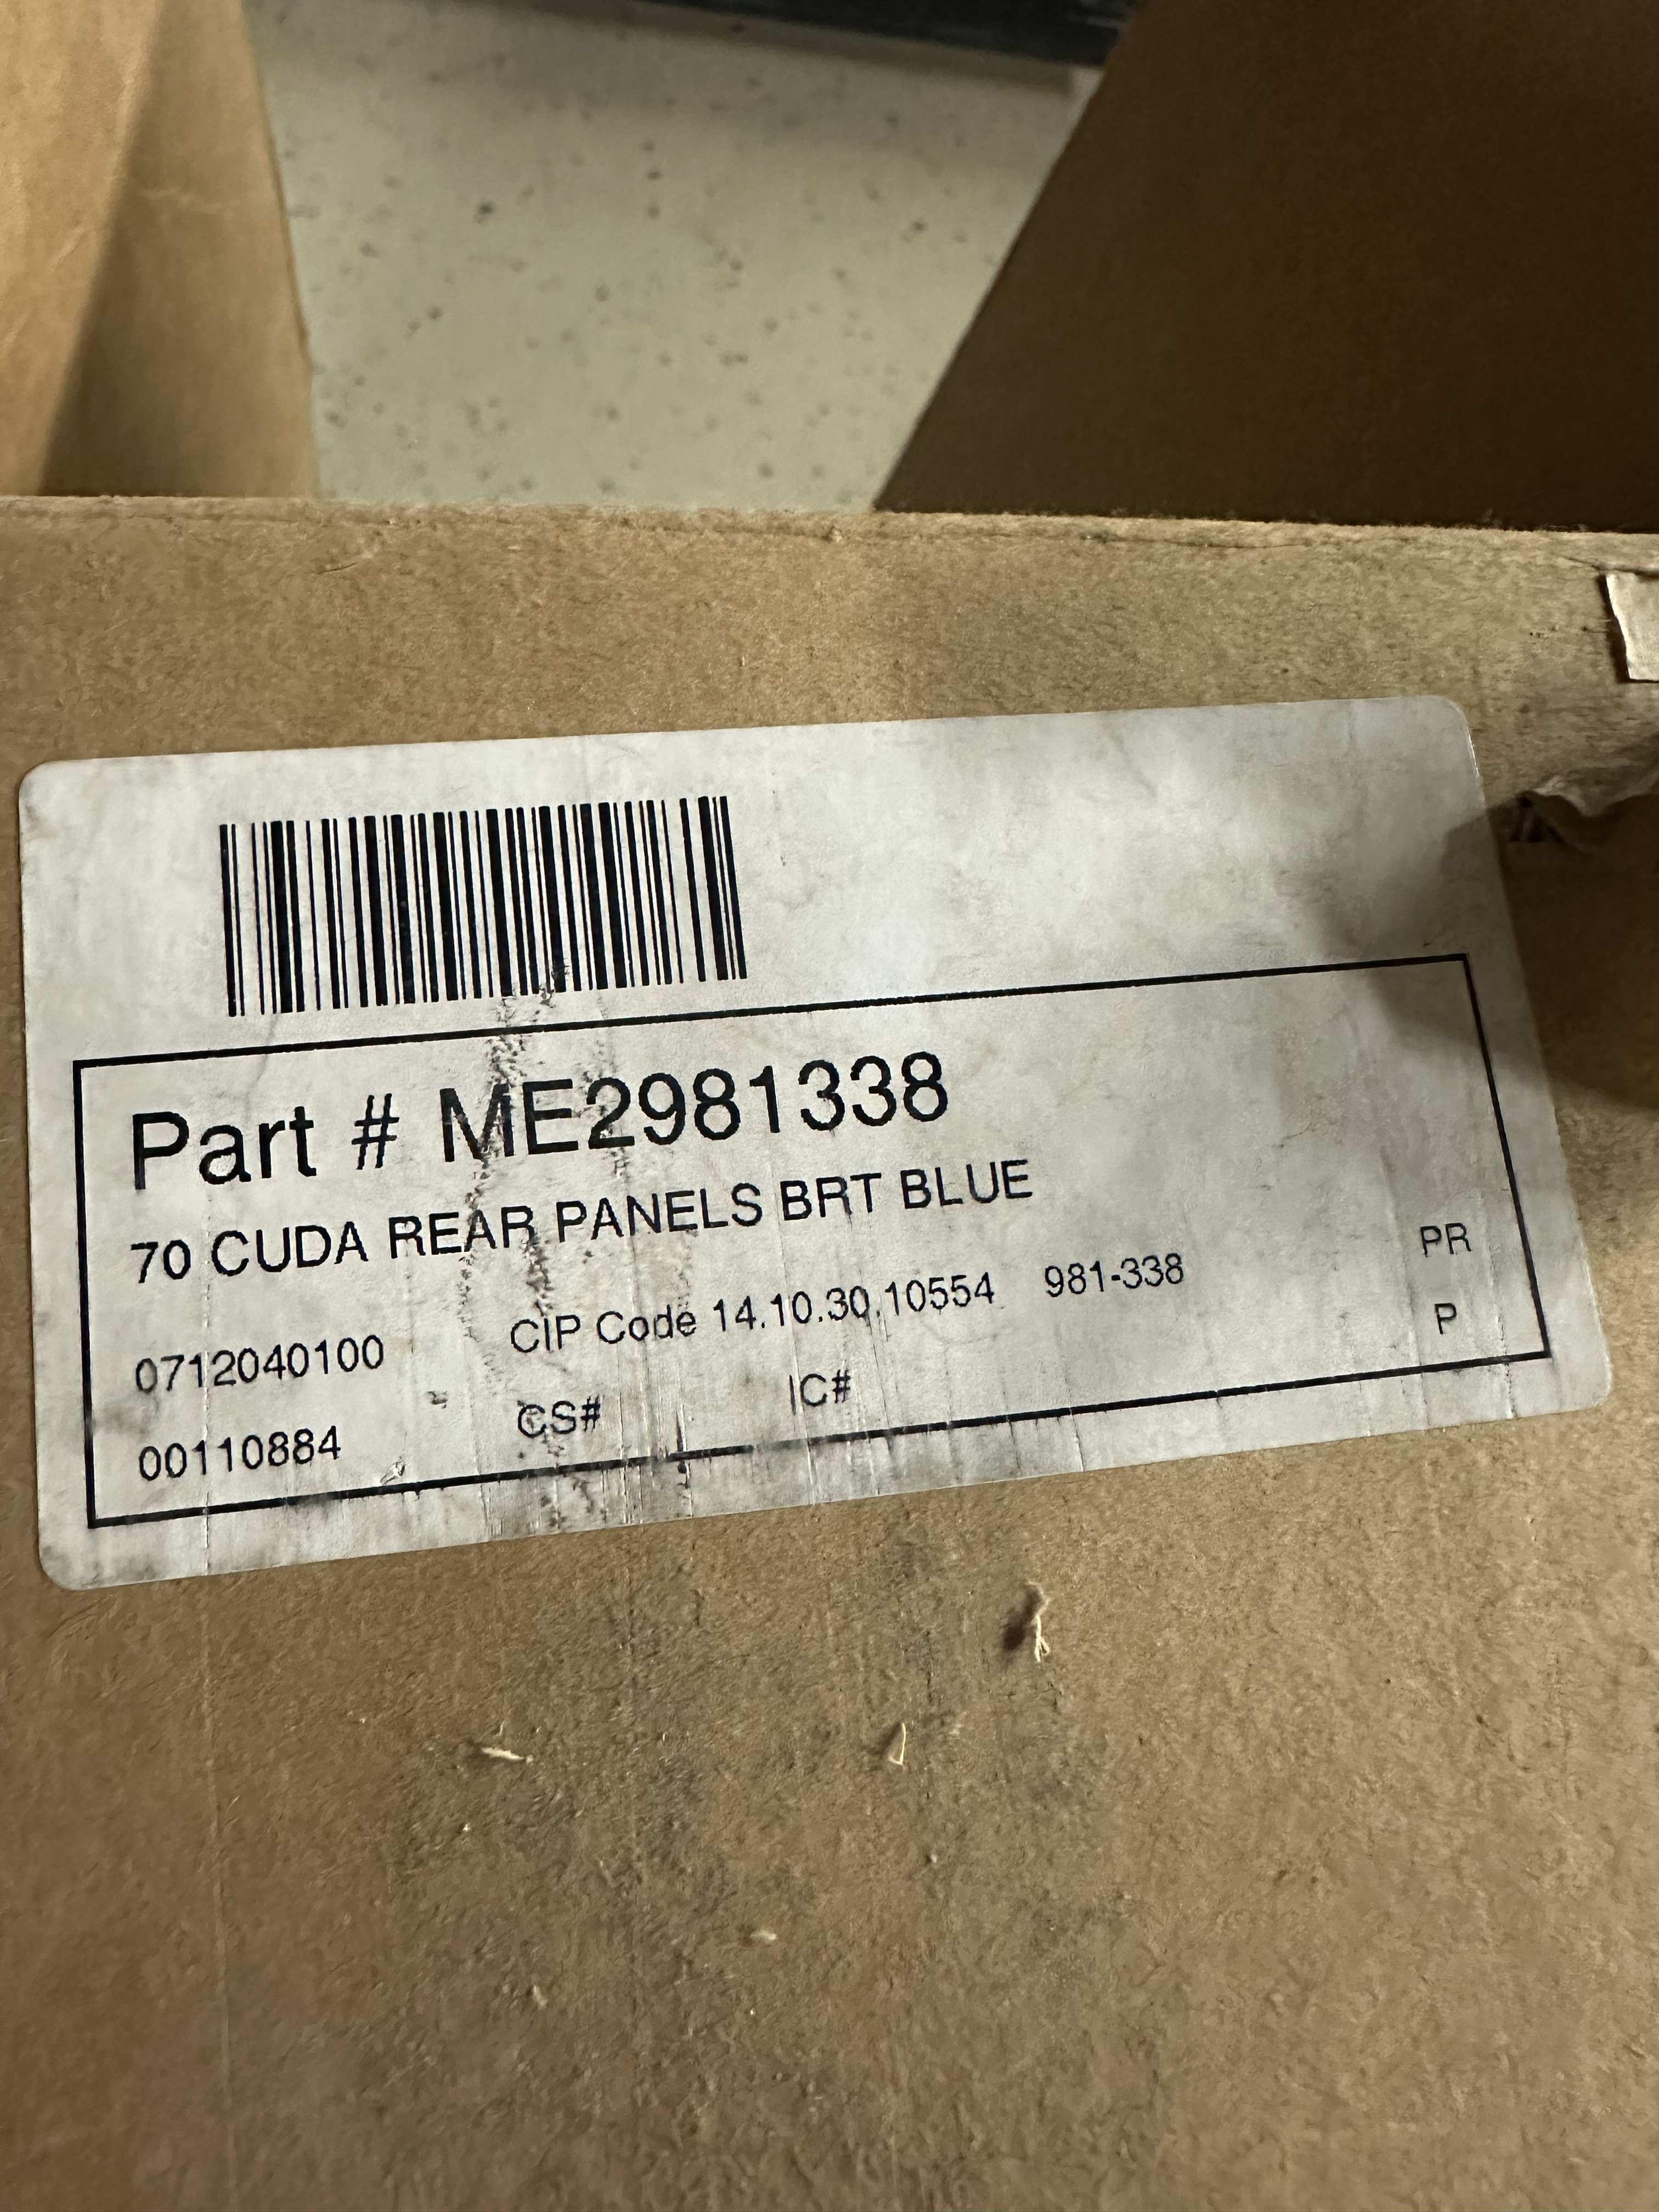 Part # ME2981338
70 CUDA REAR PANELS BRT BLUE
0712040100 CIP Code 14.10.30.10554 981-338 PR
00110884 CS# IC# P